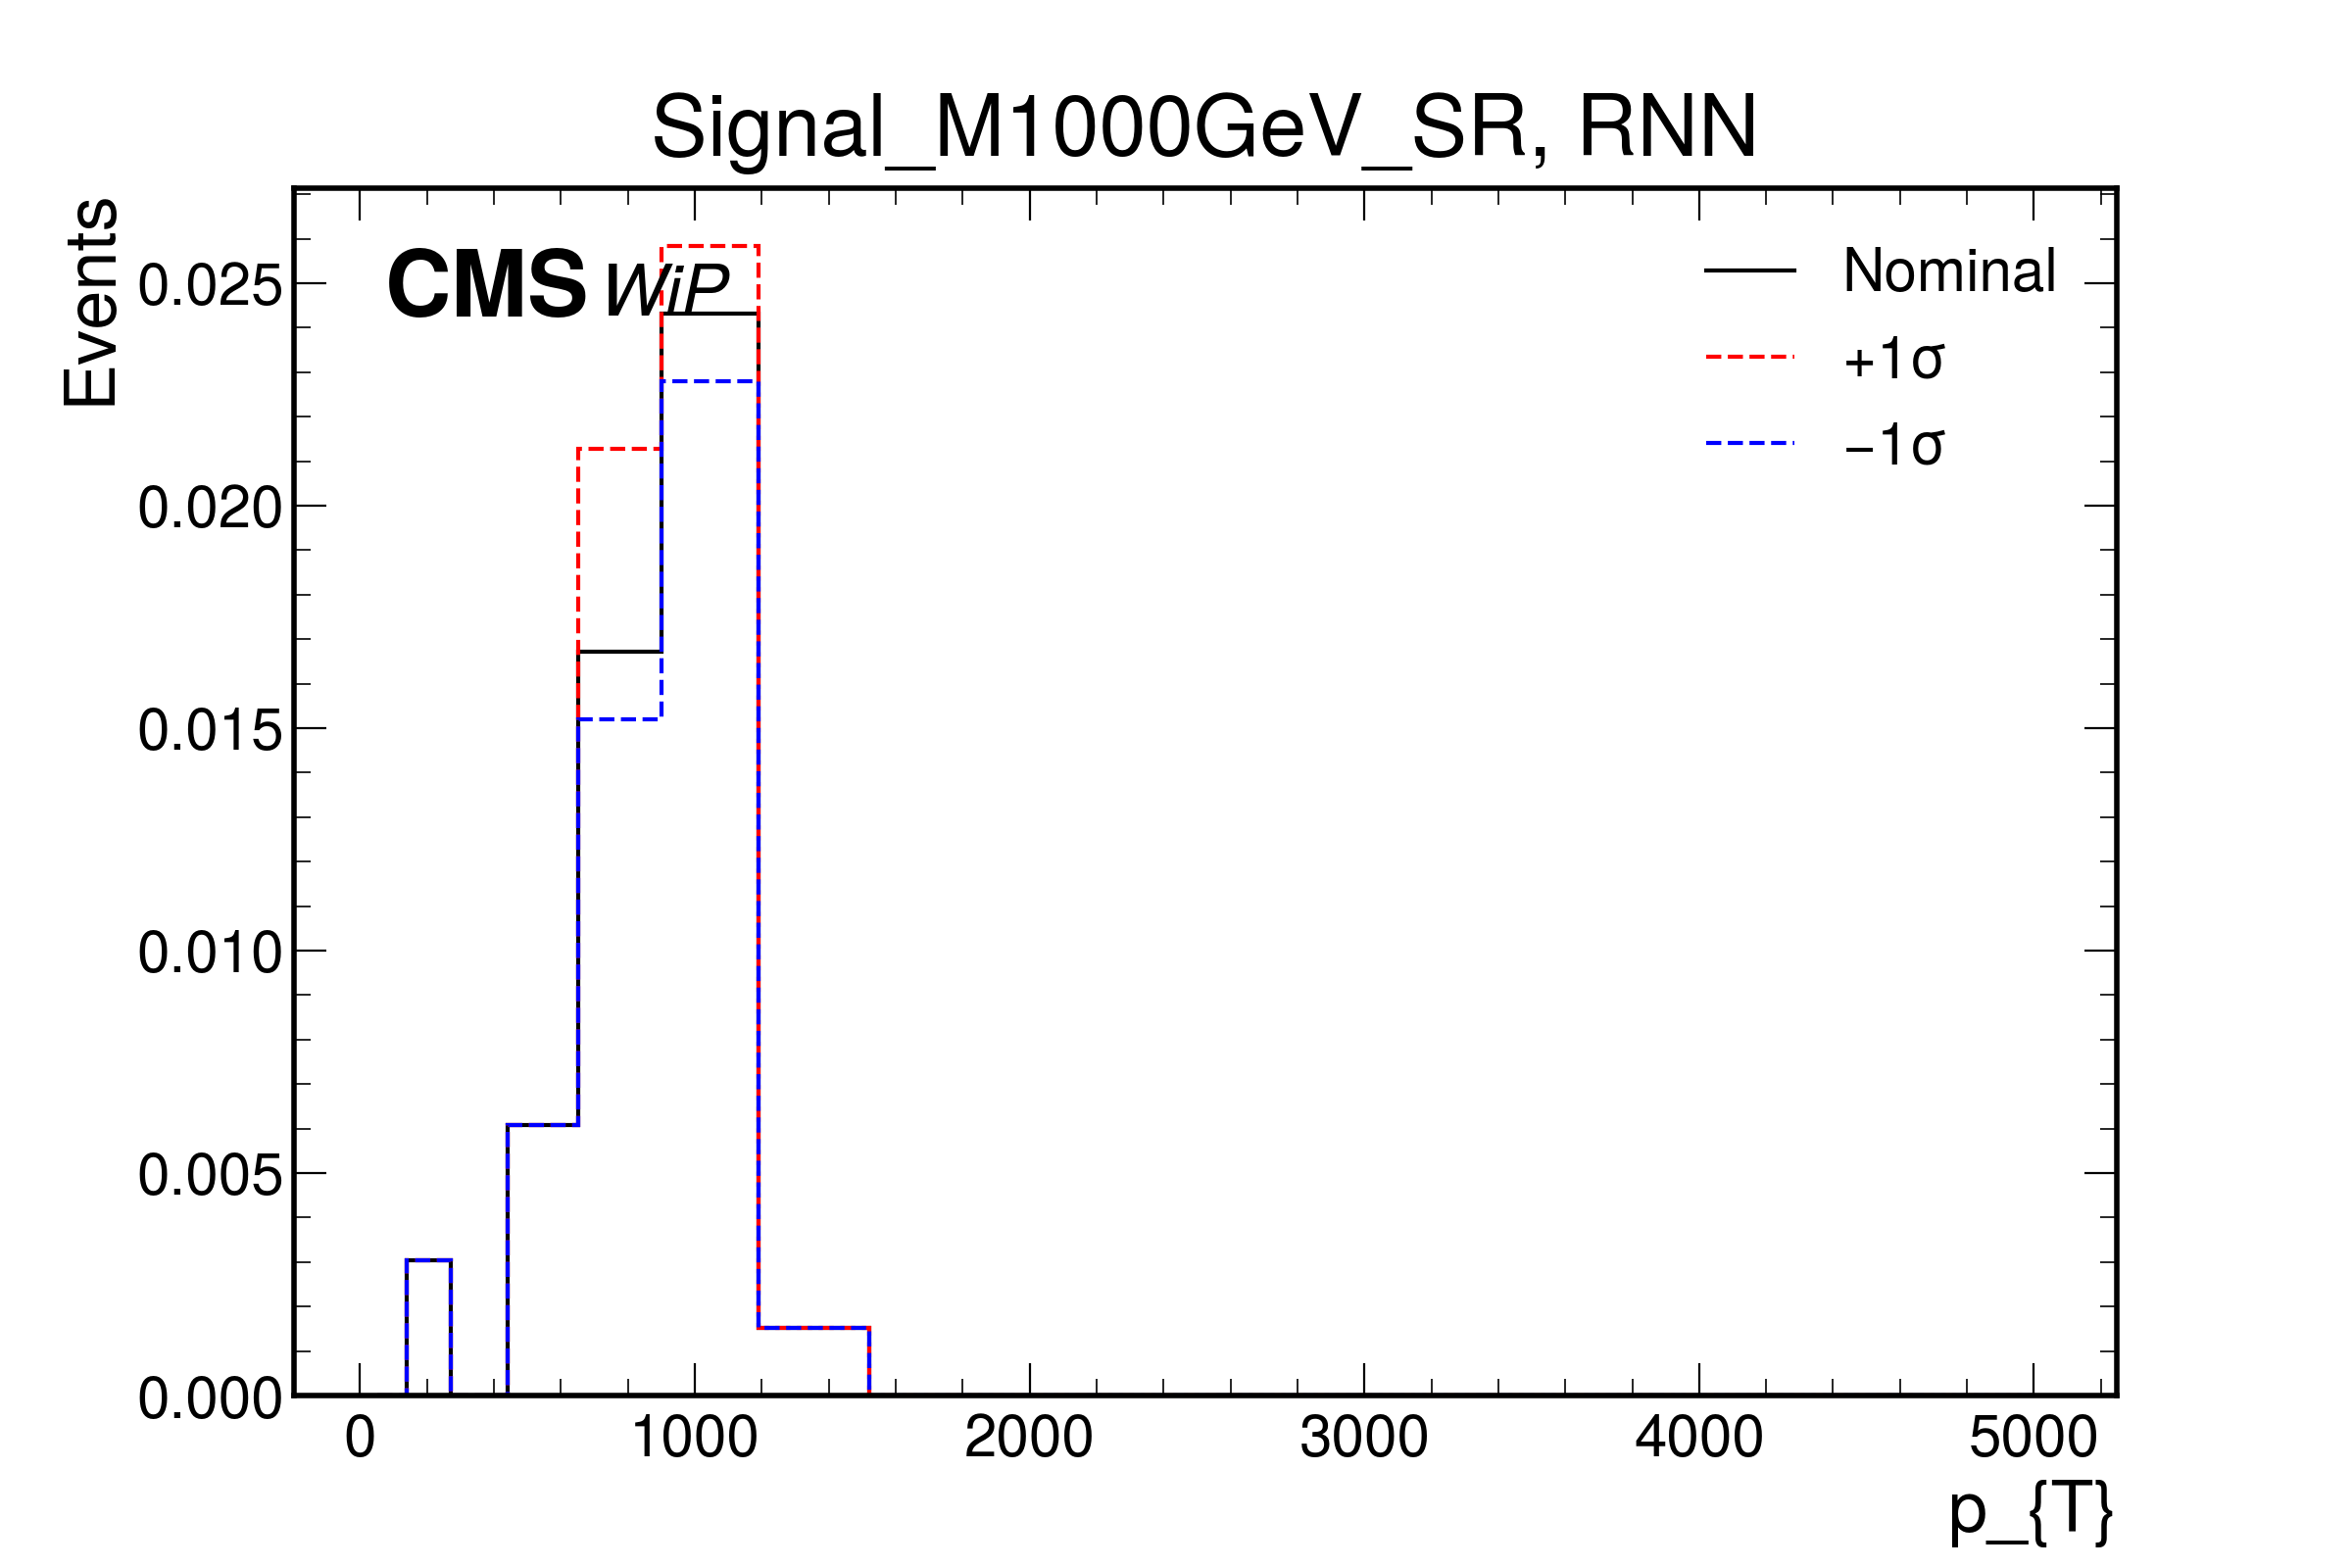 Signal_M1000GeV_SR, RNN
Events
CMS WiP
Nominal
+1σ
−1σ
0.025
0.020
0.015
0.010
0.005
0.000
0 1000 2000 3000 4000 5000
p_{T}